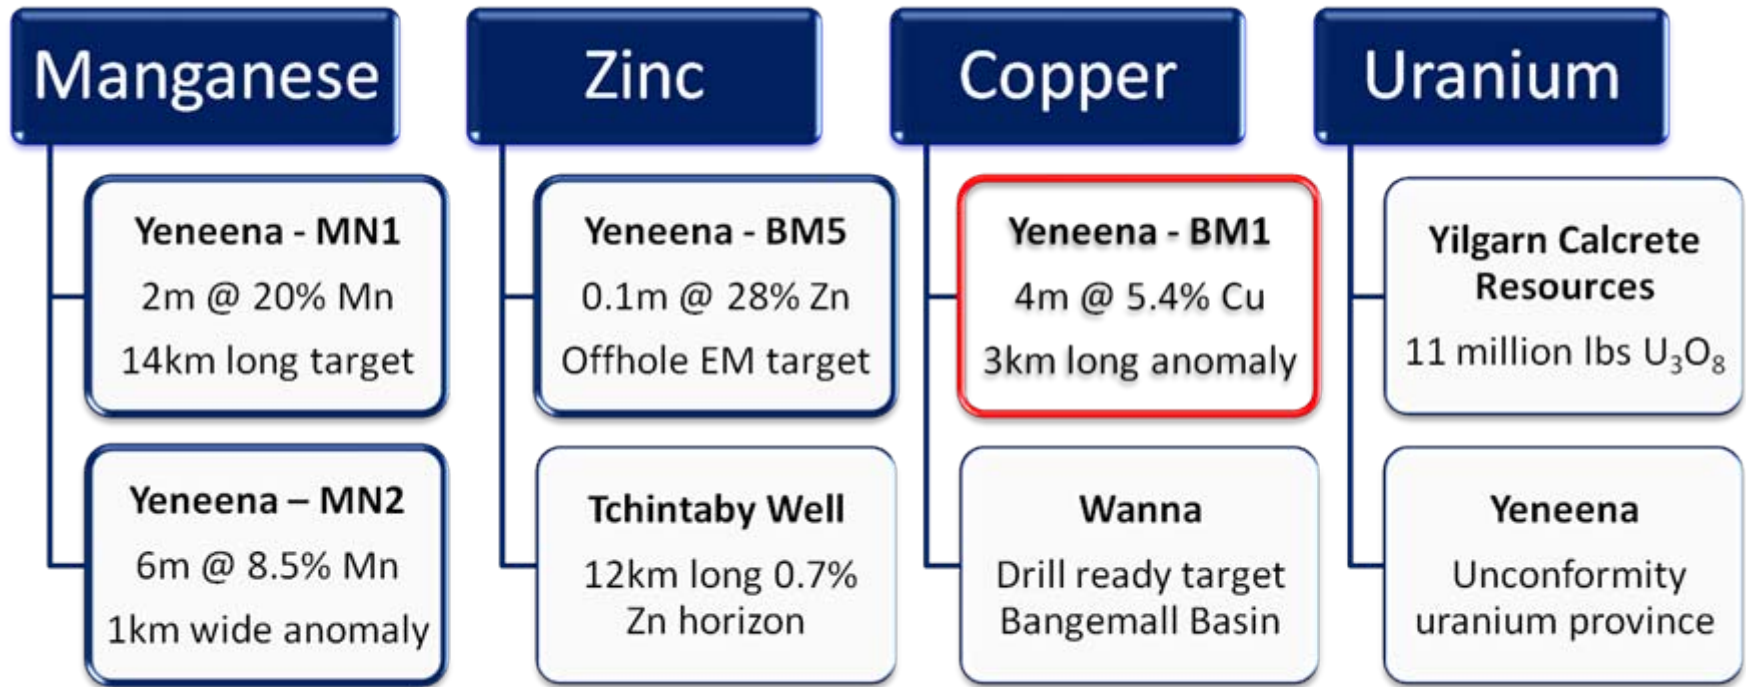 Manganese
Yeneena - MN1
2m @ 20% Mn
14km long target
Yeneena – MN2
6m @ 8.5% Mn
1km wide anomaly
Zinc
Yeneena - BM5
0.1m @ 28% Zn
Offhole EM target
Tchintaby Well
12km long 0.7%
Zn horizon
Copper
Yeneena - BM1
4m @ 5.4% Cu
3km long anomaly
Wanna
Drill ready target
Bangemall Basin
Uranium
Yilgarn Calcrete
Resources
11 million lbs U₃O₈
Yeneena
Unconformity
uranium province